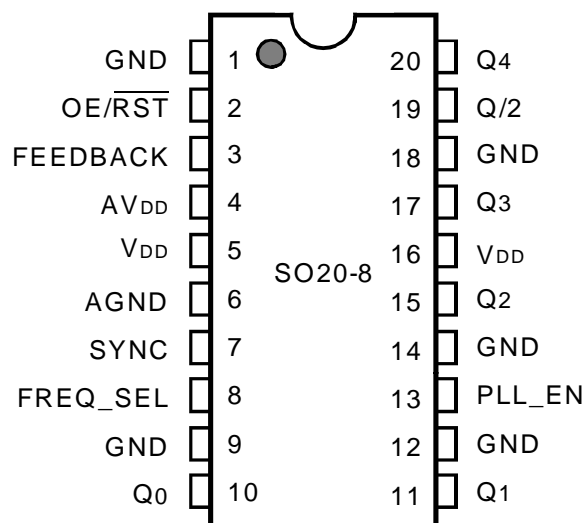 GND 1 20 Q4
OE/RST 2 19 Q/2
FEEDBACK 3 18 GND
AVDD 4 17 Q3
VDD 5 16 VDD
SO20-8
AGND 6 15 Q2
SYNC 7 14 GND
FREQ_SEL 8 13 PLL_EN
GND 9 12 GND
Q0 10 11 Q1